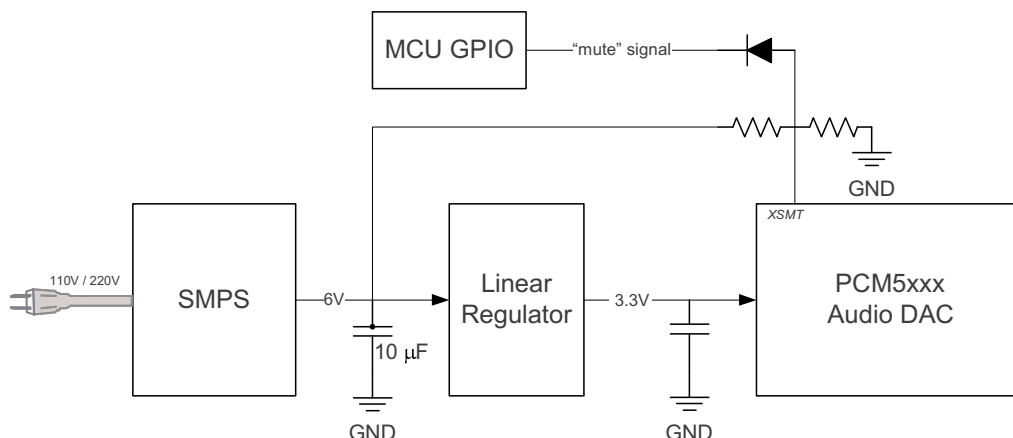 MCU GPIO
“mute” signal
GND
XSMT
110V / 220V
SMPS
6V
Linear
Regulator
3.3V
PCM5xxx
Audio DAC
10 μF
GND
GND